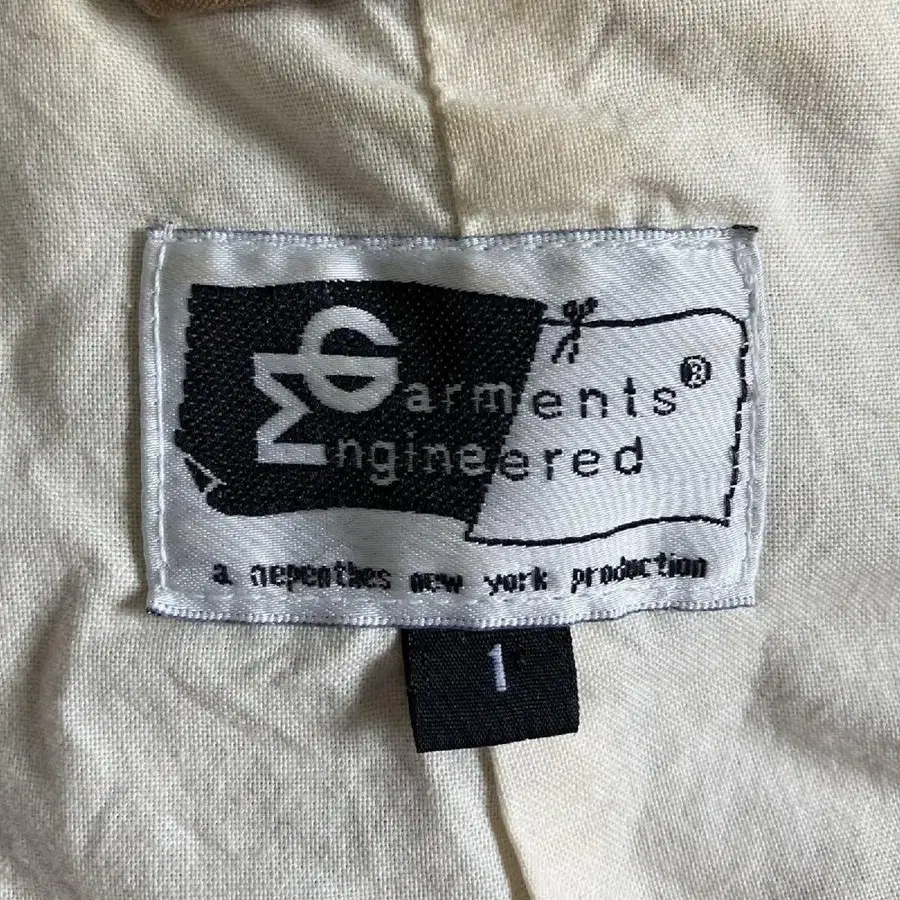 Garments®
Engineered
a nepenthes new york production
1